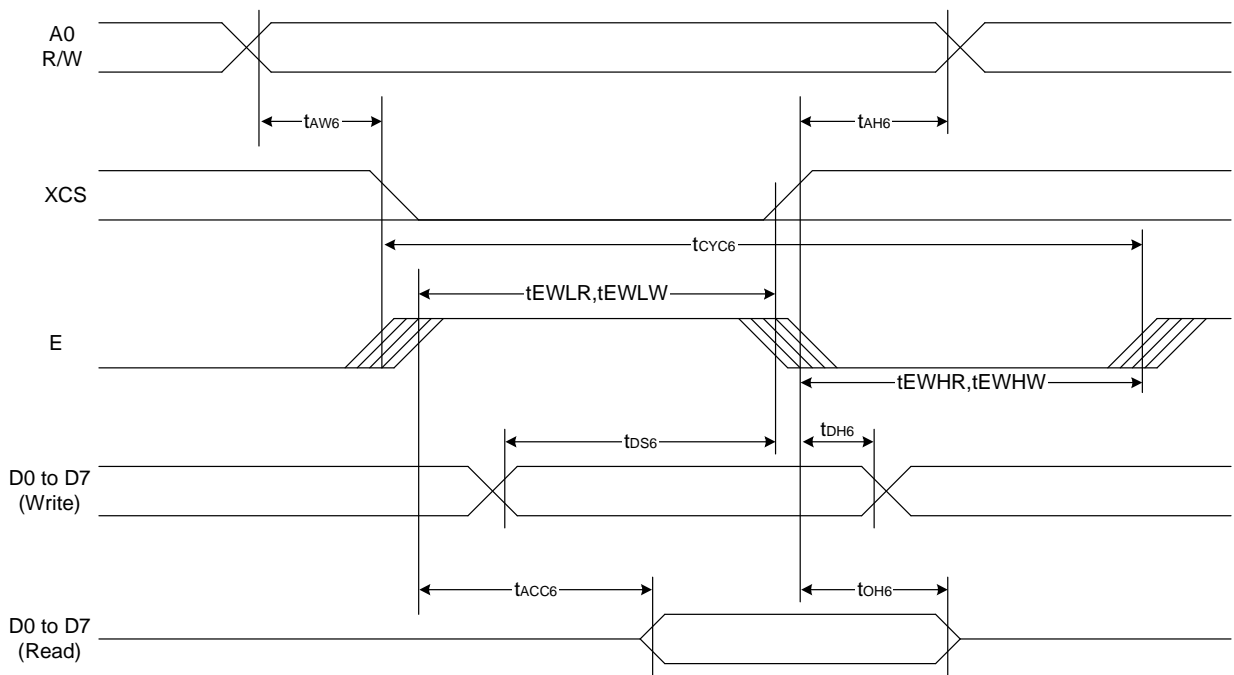 A0
R/W
tAW6
tAH6
XCS
tCYC6
tEWLR,tEWLW
E
tEWHR,tEWHW
tDS6
tDH6
D0 to D7
(Write)
tACC6
tOH6
D0 to D7
(Read)